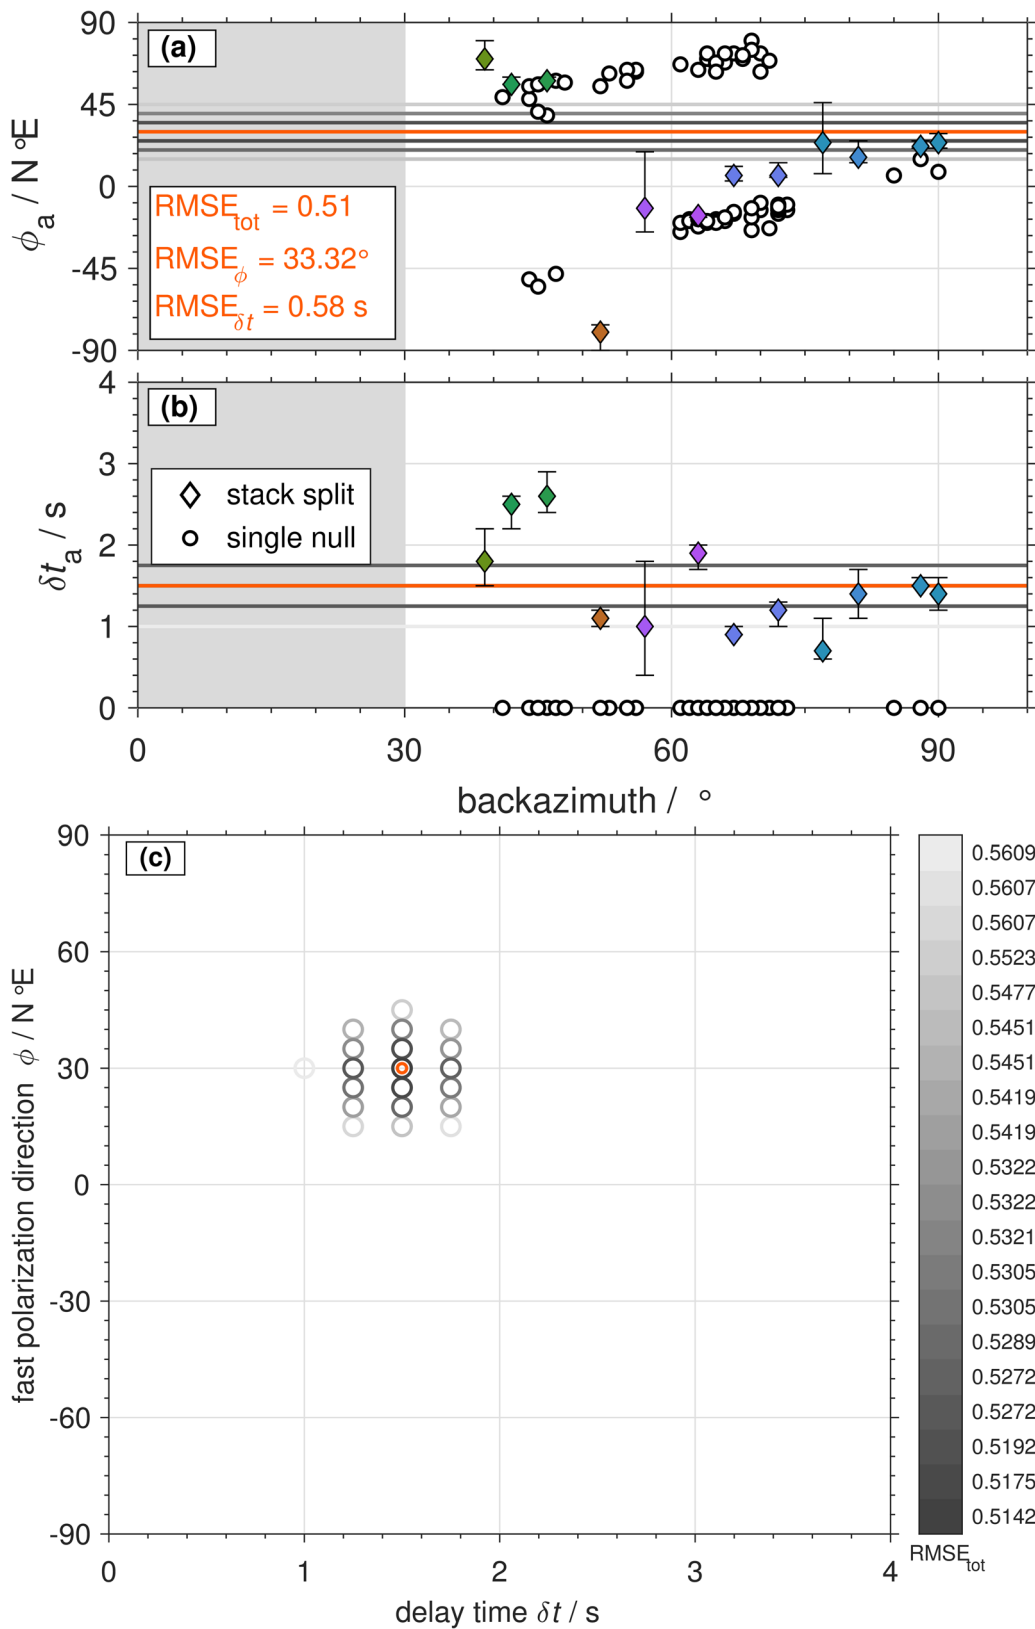 90
(a)
45
0
-45
-90
ϕa / N °E
RMSEtot = 0.51
RMSEϕ = 33.32°
RMSEδt = 0.58 s
4
(b)
3
2
1
0
δta / s
stack split
single null
0 30 60 90
backazimuth / °
90
(c)
60
30
0
-30
-60
-90
fast polarization direction ϕ / N °E
0 1 2 3 4
delay time δt / s
0.5609
0.5607
0.5607
0.5523
0.5477
0.5451
0.5451
0.5419
0.5419
0.5322
0.5322
0.5321
0.5305
0.5305
0.5289
0.5272
0.5272
0.5192
0.5175
0.5142
RMSEtot